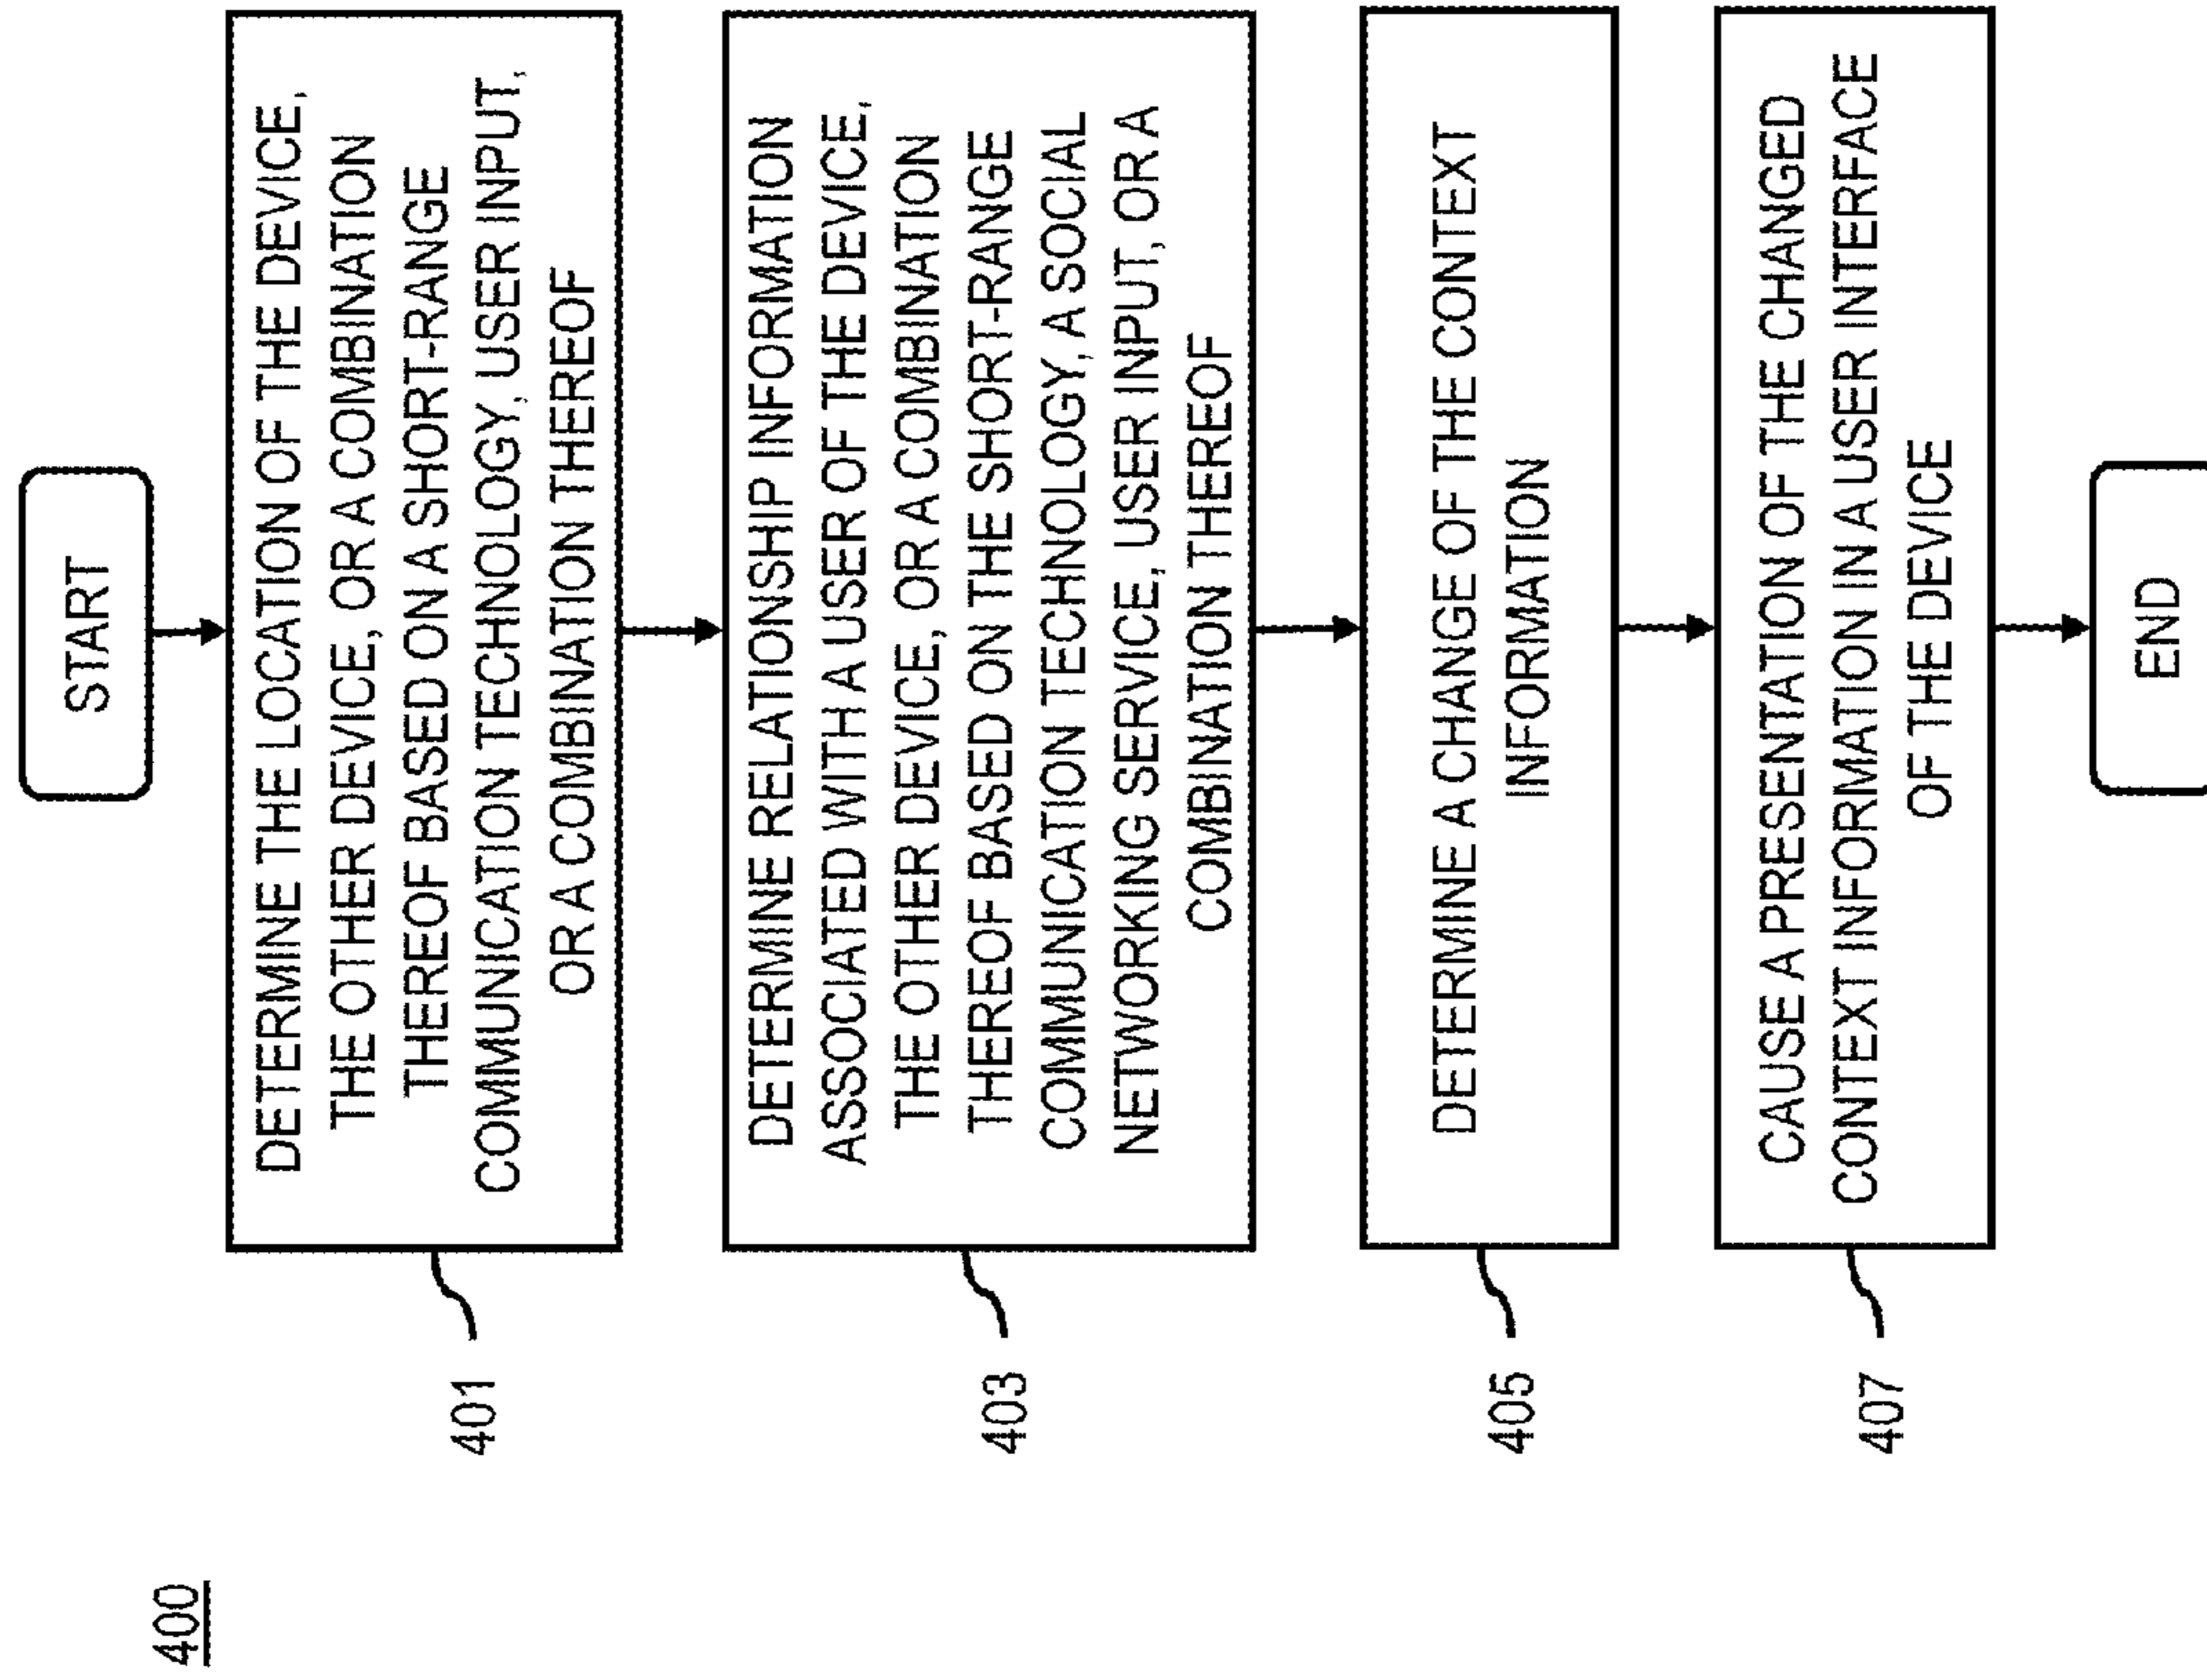 400
START
401
DETERMINE THE LOCATION OF THE DEVICE,
THE OTHER DEVICE, OR A COMBINATION
THEREOF BASED ON A SHORT-RANGE
COMMUNICATION TECHNOLOGY, USER INPUT,
OR A COMBINATION THEREOF
403
DETERMINE RELATIONSHIP INFORMATION
ASSOCIATED WITH A USER OF THE DEVICE,
THE OTHER DEVICE, OR A COMBINATION
THEREOF BASED ON THE SHORT-RANGE
COMMUNICATION TECHNOLOGY, A SOCIAL
NETWORKING SERVICE, USER INPUT, OR A
COMBINATION THEREOF
405
DETERMINE A CHANGE OF THE CONTEXT
INFORMATION
407
CAUSE A PRESENTATION OF THE CHANGED
CONTEXT INFORMATION IN A USER INTERFACE
OF THE DEVICE
END